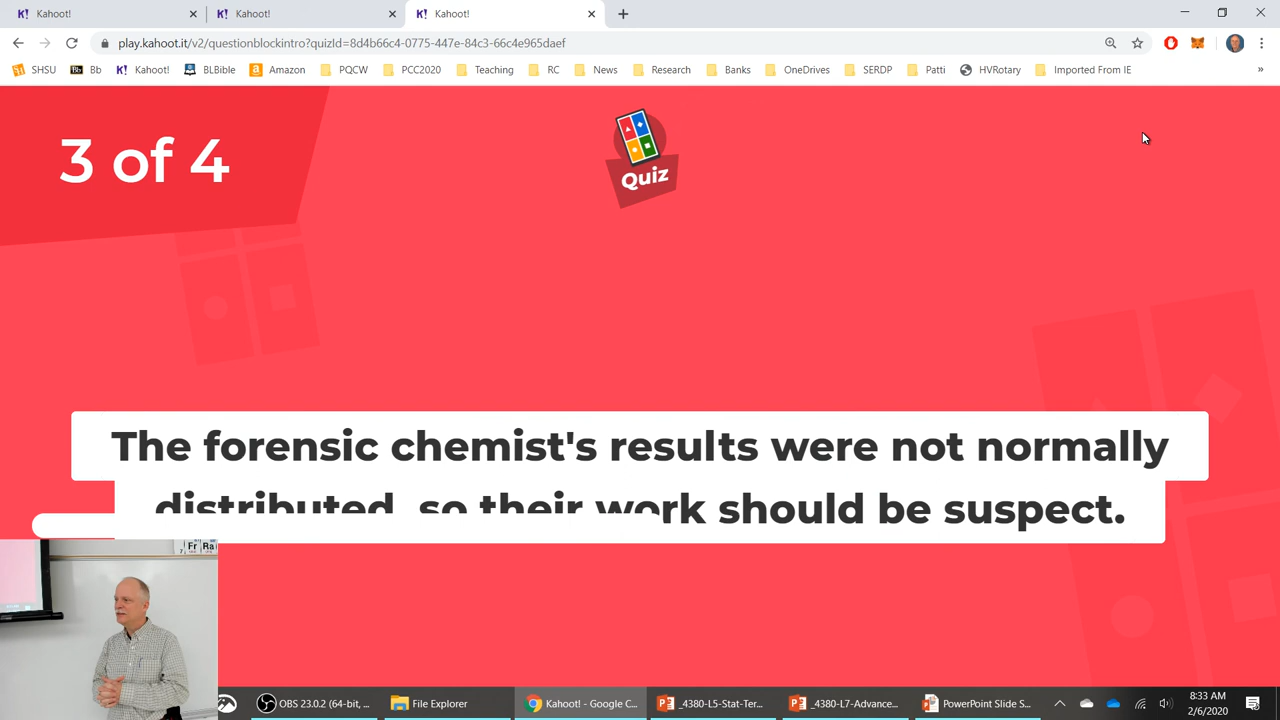 Kahoot!
Kahoot!
Kahoot!
play.kahoot.it/v2/questionblockintro?quizId=8d4b66c4-0775-447e-84c3-66c4e965daef
SHSU
Bb
Kahoot!
BLBible
Amazon
PQCW
PCC2020
Teaching
RC
News
Research
Banks
OneDrives
SERDP
Patti
HVRotary
Imported From IE
3 of 4
Quiz
The forensic chemist's results were not normally
distributed, so their work should be suspect.
Fr Ra
OBS 23.0.2 (64-bit, ...
File Explorer
Kahoot! - Google C...
_4380-L5-Stat-Ter...
_4380-L7-Advance...
PowerPoint Slide S...
8:33 AM
2/6/2020